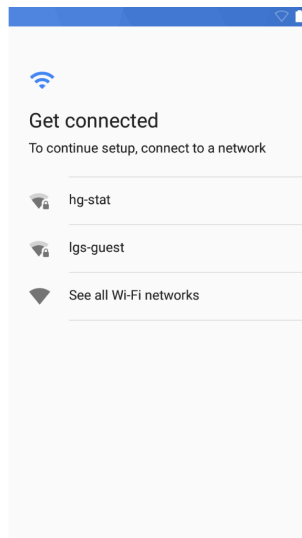 Get connected
To continue setup, connect to a network
hg-stat
lgs-guest
See all Wi-Fi networks